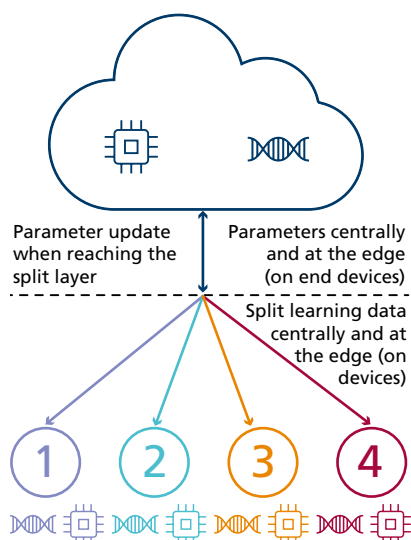 Parameter update
when reaching the
split layer
Parameters centrally
and at the edge
(on end devices)
Split learning data
centrally and at
the edge (on
devices)
1
2
3
4